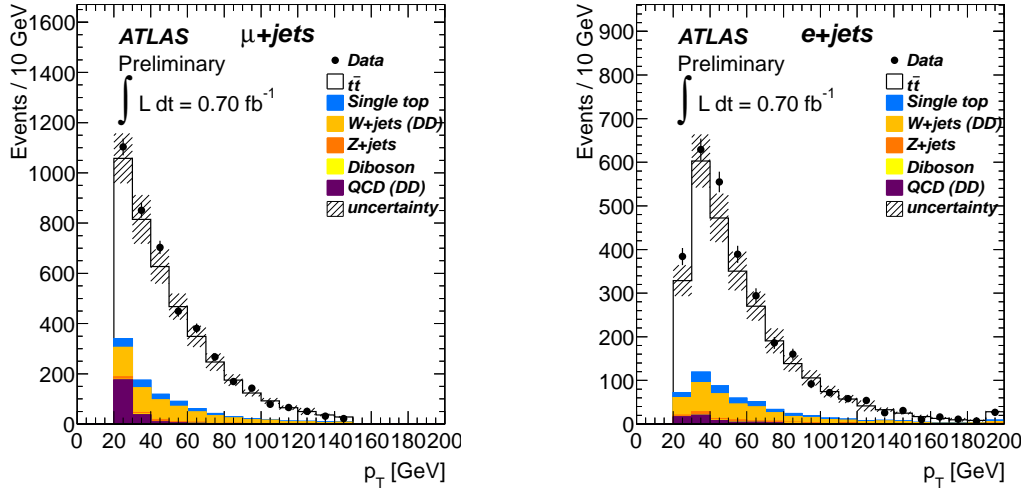 Events / 10 GeV
1600
1400
1200
1000
800
600
400
200
0
ATLAS μ+jets
Preliminary
∫ L dt = 0.70 fb⁻¹
Data
tt̄
Single top
W+jets (DD)
Z+jets
Diboson
QCD (DD)
uncertainty
0 20 40 60 80 100 120 140 160 180 200
p_T [GeV]
Events / 10 GeV
900
800
700
600
500
400
300
200
100
0
ATLAS e+jets
Preliminary
∫ L dt = 0.70 fb⁻¹
Data
tt̄
Single top
W+jets (DD)
Z+jets
Diboson
QCD (DD)
uncertainty
0 20 40 60 80 100 120 140 160 180 200
p_T [GeV]